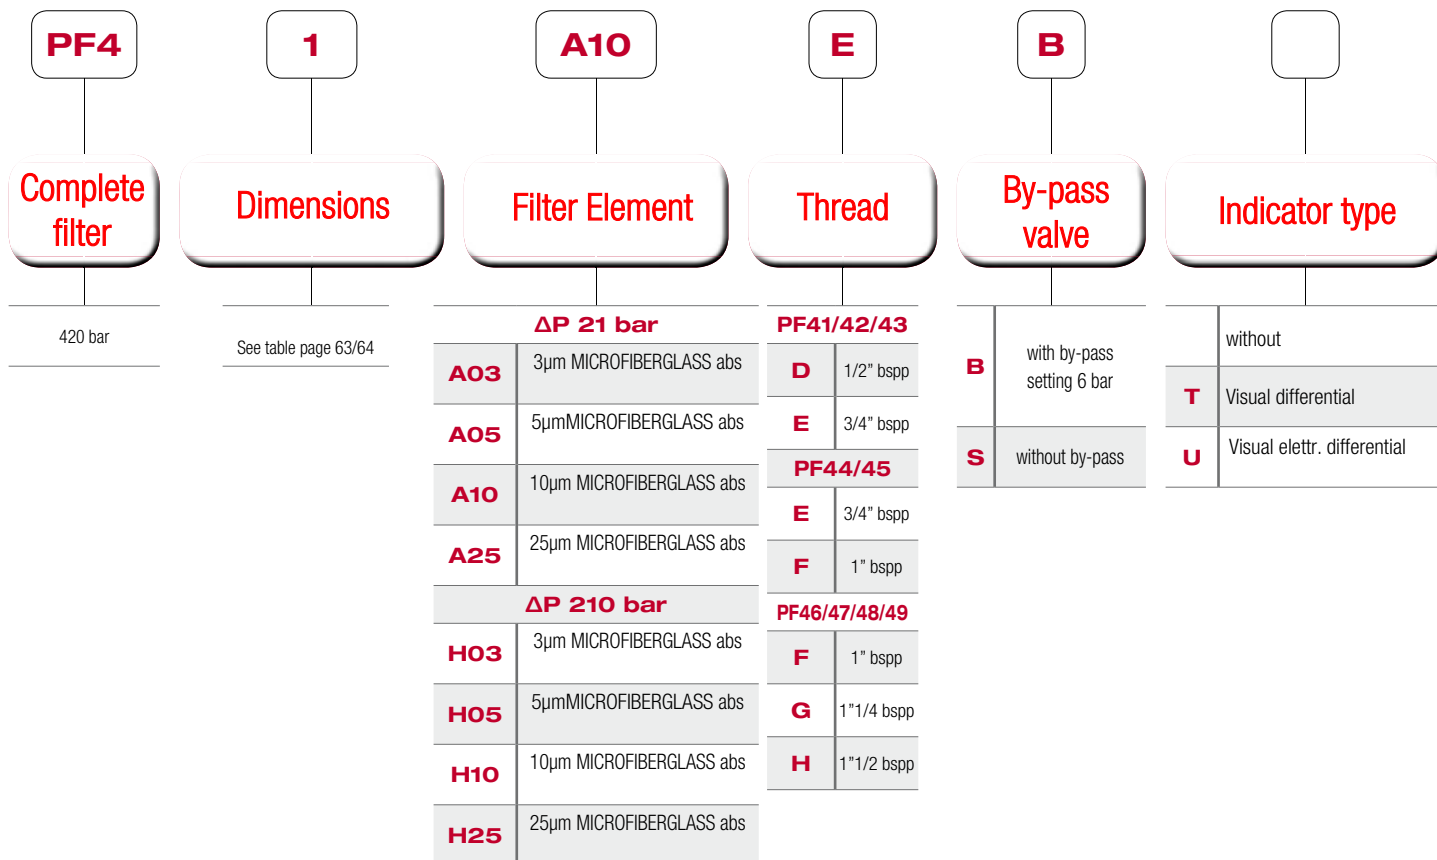 PF4
1
A10
E
B
Complete
filter
Dimensions
Filter Element
Thread
By-pass
valve
Indicator type
420 bar
See table page 63/64
ΔP 21 bar
A03 3µm MICROFIBERGLASS abs
A05 5µmMICROFIBERGLASS abs
A10 10µm MICROFIBERGLASS abs
A25 25µm MICROFIBERGLASS abs
ΔP 210 bar
H03 3µm MICROFIBERGLASS abs
H05 5µmMICROFIBERGLASS abs
H10 10µm MICROFIBERGLASS abs
H25 25µm MICROFIBERGLASS abs
PF41/42/43
D 1/2” bspp
E 3/4” bspp
PF44/45
E 3/4” bspp
F 1” bspp
PF46/47/48/49
F 1” bspp
G 1”1/4 bspp
H 1”1/2 bspp
B with by-pass
setting 6 bar
S without by-pass
without
T Visual differential
U Visual elettr. differential